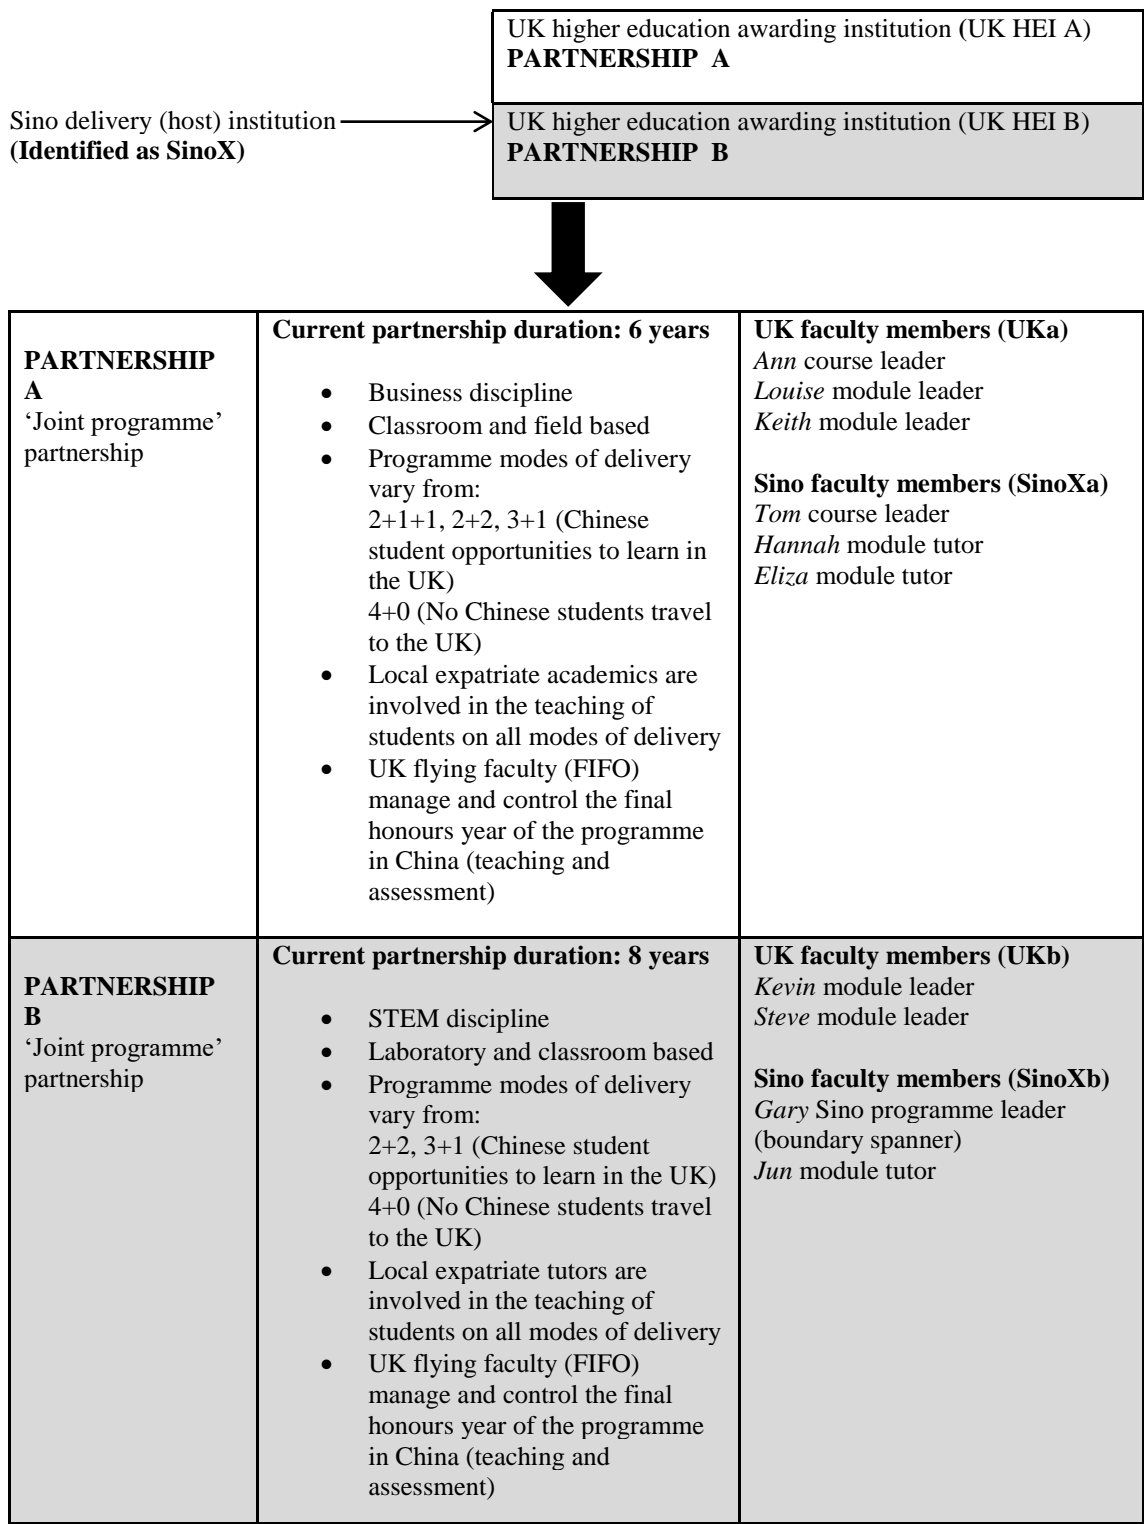 UK higher education awarding institution (UK HEI A)
PARTNERSHIP A
Sino delivery (host) institution
(Identified as SinoX)
UK higher education awarding institution (UK HEI B)
PARTNERSHIP B
PARTNERSHIP
A
‘Joint programme’
partnership
Current partnership duration: 6 years
• Business discipline
• Classroom and field based
• Programme modes of delivery
vary from:
2+1+1, 2+2, 3+1 (Chinese
student opportunities to learn in
the UK)
4+0 (No Chinese students travel
to the UK)
• Local expatriate academics are
involved in the teaching of
students on all modes of delivery
• UK flying faculty (FIFO)
manage and control the final
honours year of the programme
in China (teaching and
assessment)
UK faculty members (UKa)
Ann course leader
Louise module leader
Keith module leader
Sino faculty members (SinoXa)
Tom course leader
Hannah module tutor
Eliza module tutor
PARTNERSHIP
B
‘Joint programme’
partnership
Current partnership duration: 8 years
• STEM discipline
• Laboratory and classroom based
• Programme modes of delivery
vary from:
2+2, 3+1 (Chinese student
opportunities to learn in the UK)
4+0 (No Chinese students travel
to the UK)
• Local expatriate tutors are
involved in the teaching of
students on all modes of delivery
• UK flying faculty (FIFO)
manage and control the final
honours year of the programme
in China (teaching and
assessment)
UK faculty members (UKb)
Kevin module leader
Steve module leader
Sino faculty members (SinoXb)
Gary Sino programme leader
(boundary spanner)
Jun module tutor